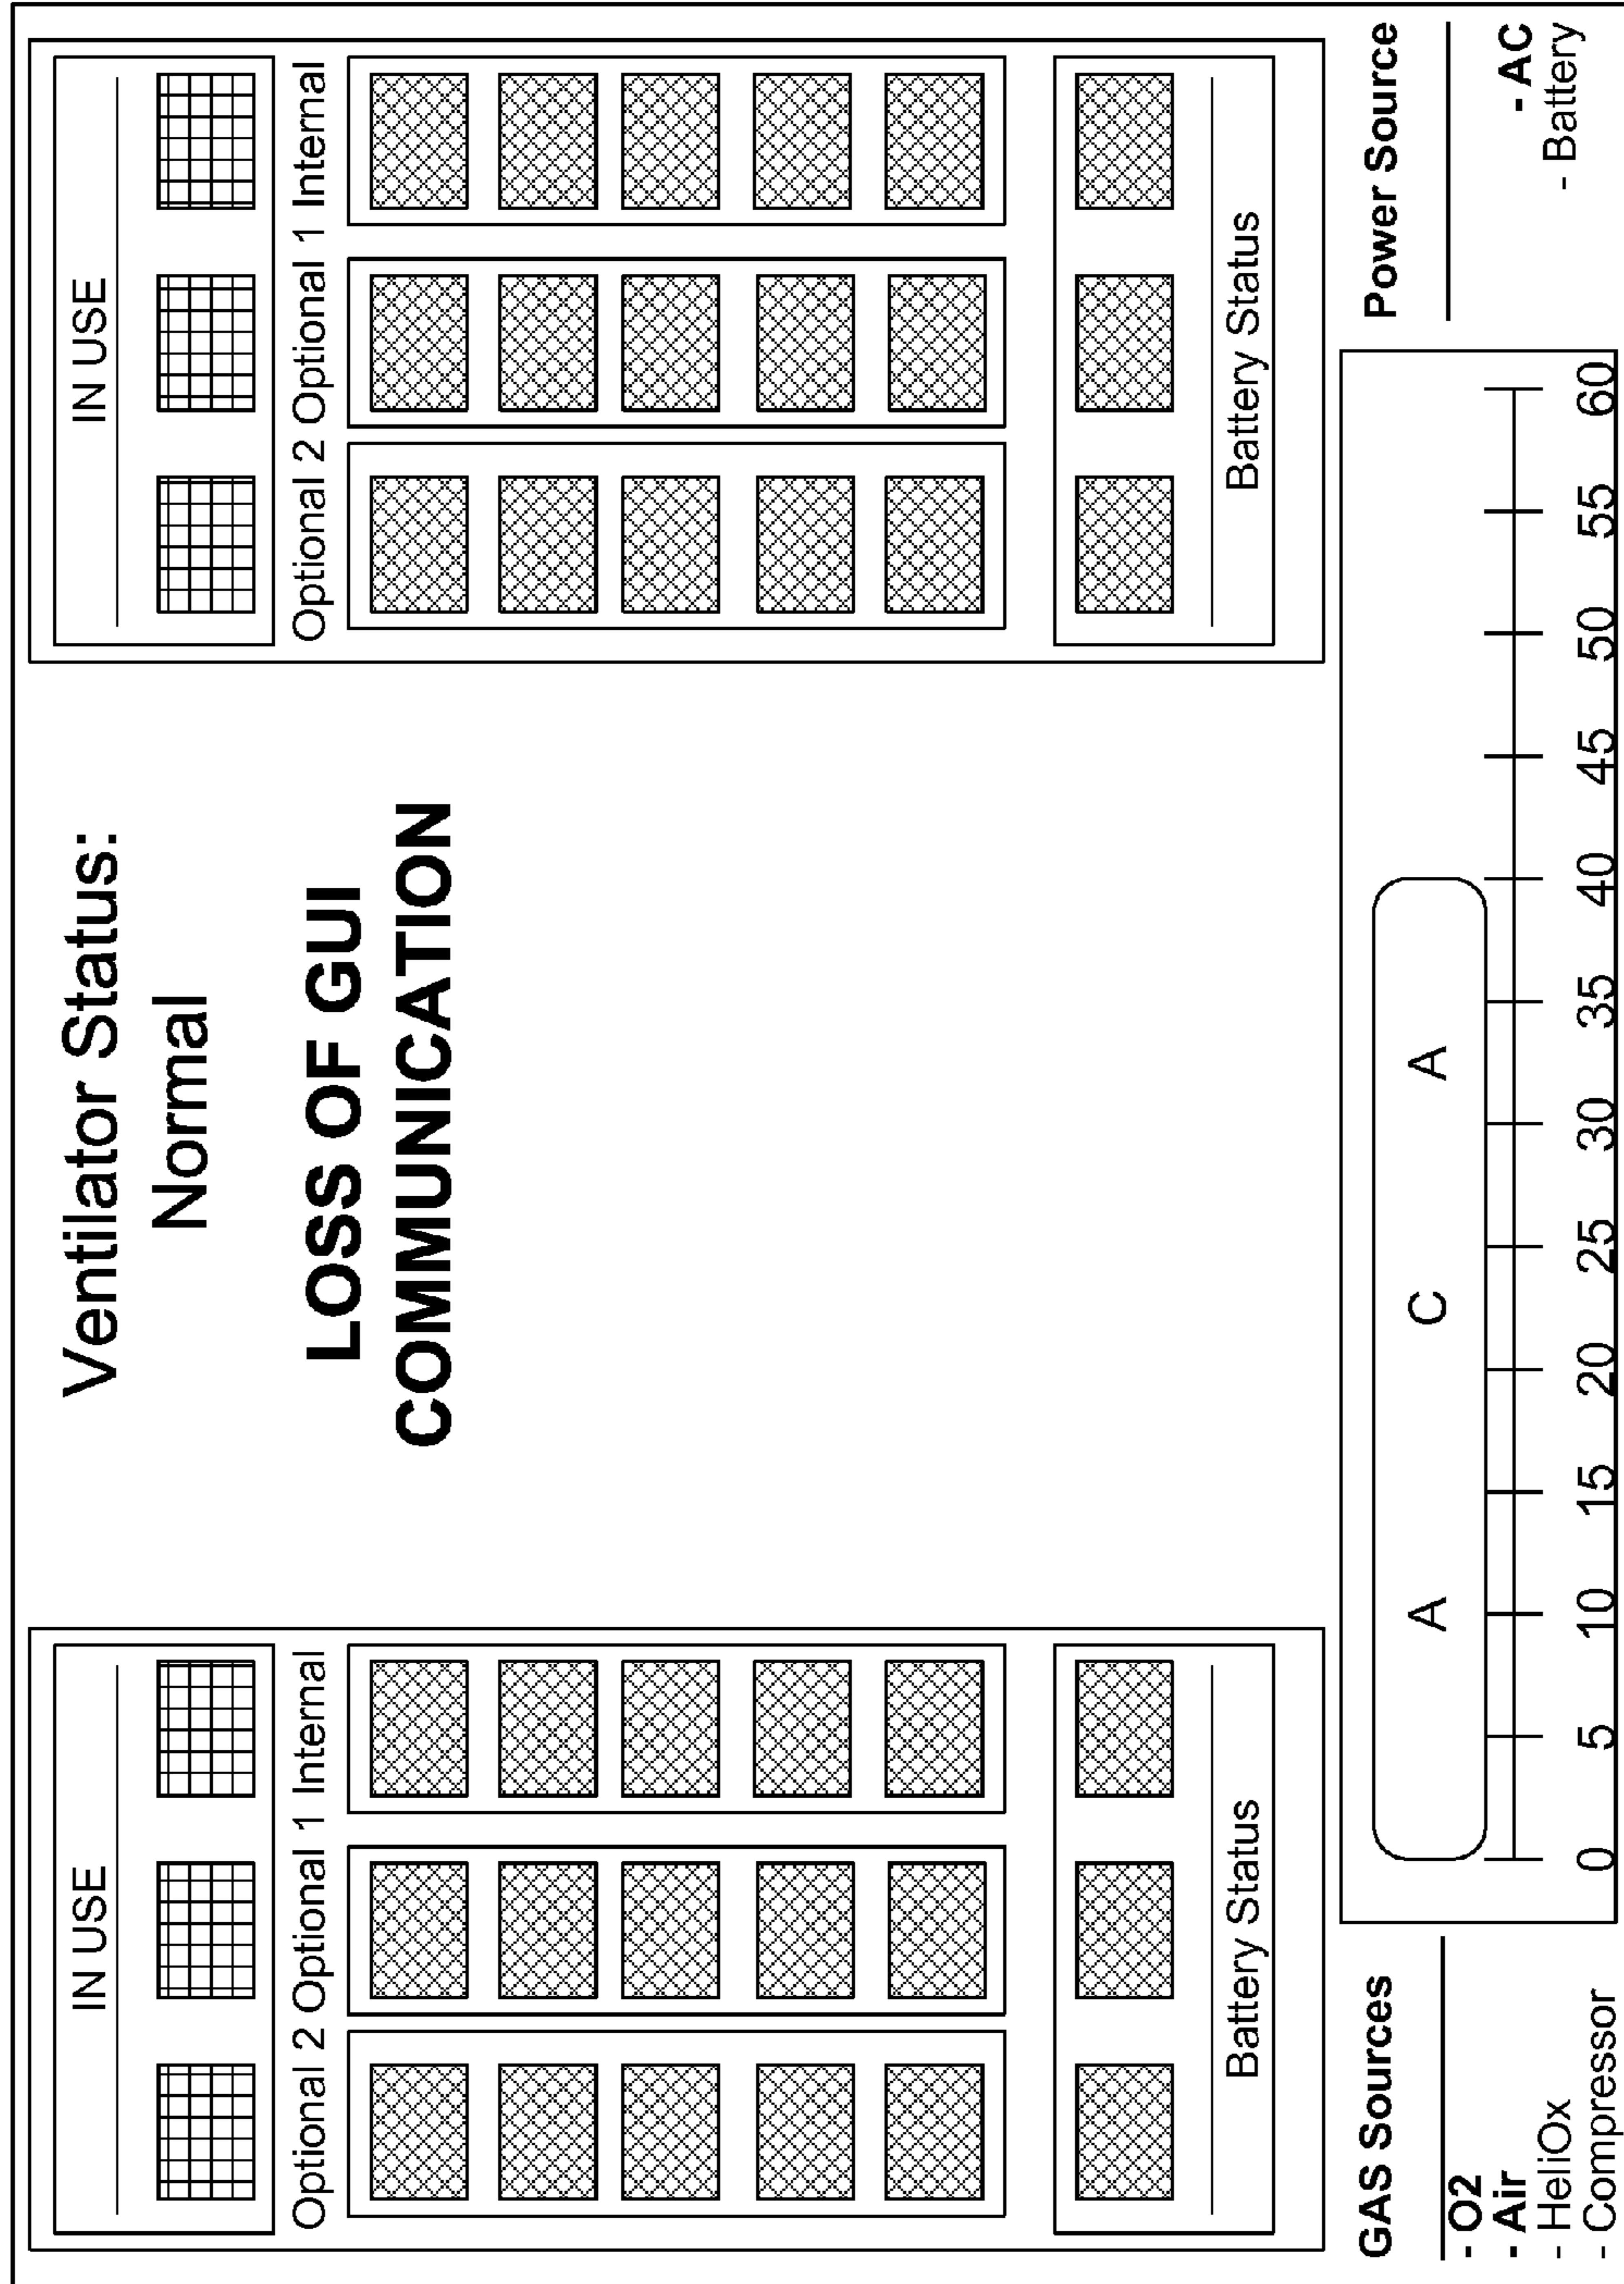 Ventilator Status:
Normal
LOSS OF GUI
COMMUNICATION
IN USE
Optional 2 Optional 1 Internal
Battery Status
IN USE
Optional 2 Optional 1 Internal
Battery Status
GAS Sources
- O2
- Air
- HeliOx
- Compressor
A C A
0 5 10 15 20 25 30 35 40 45 50 55 60
Power Source
- AC
- Battery